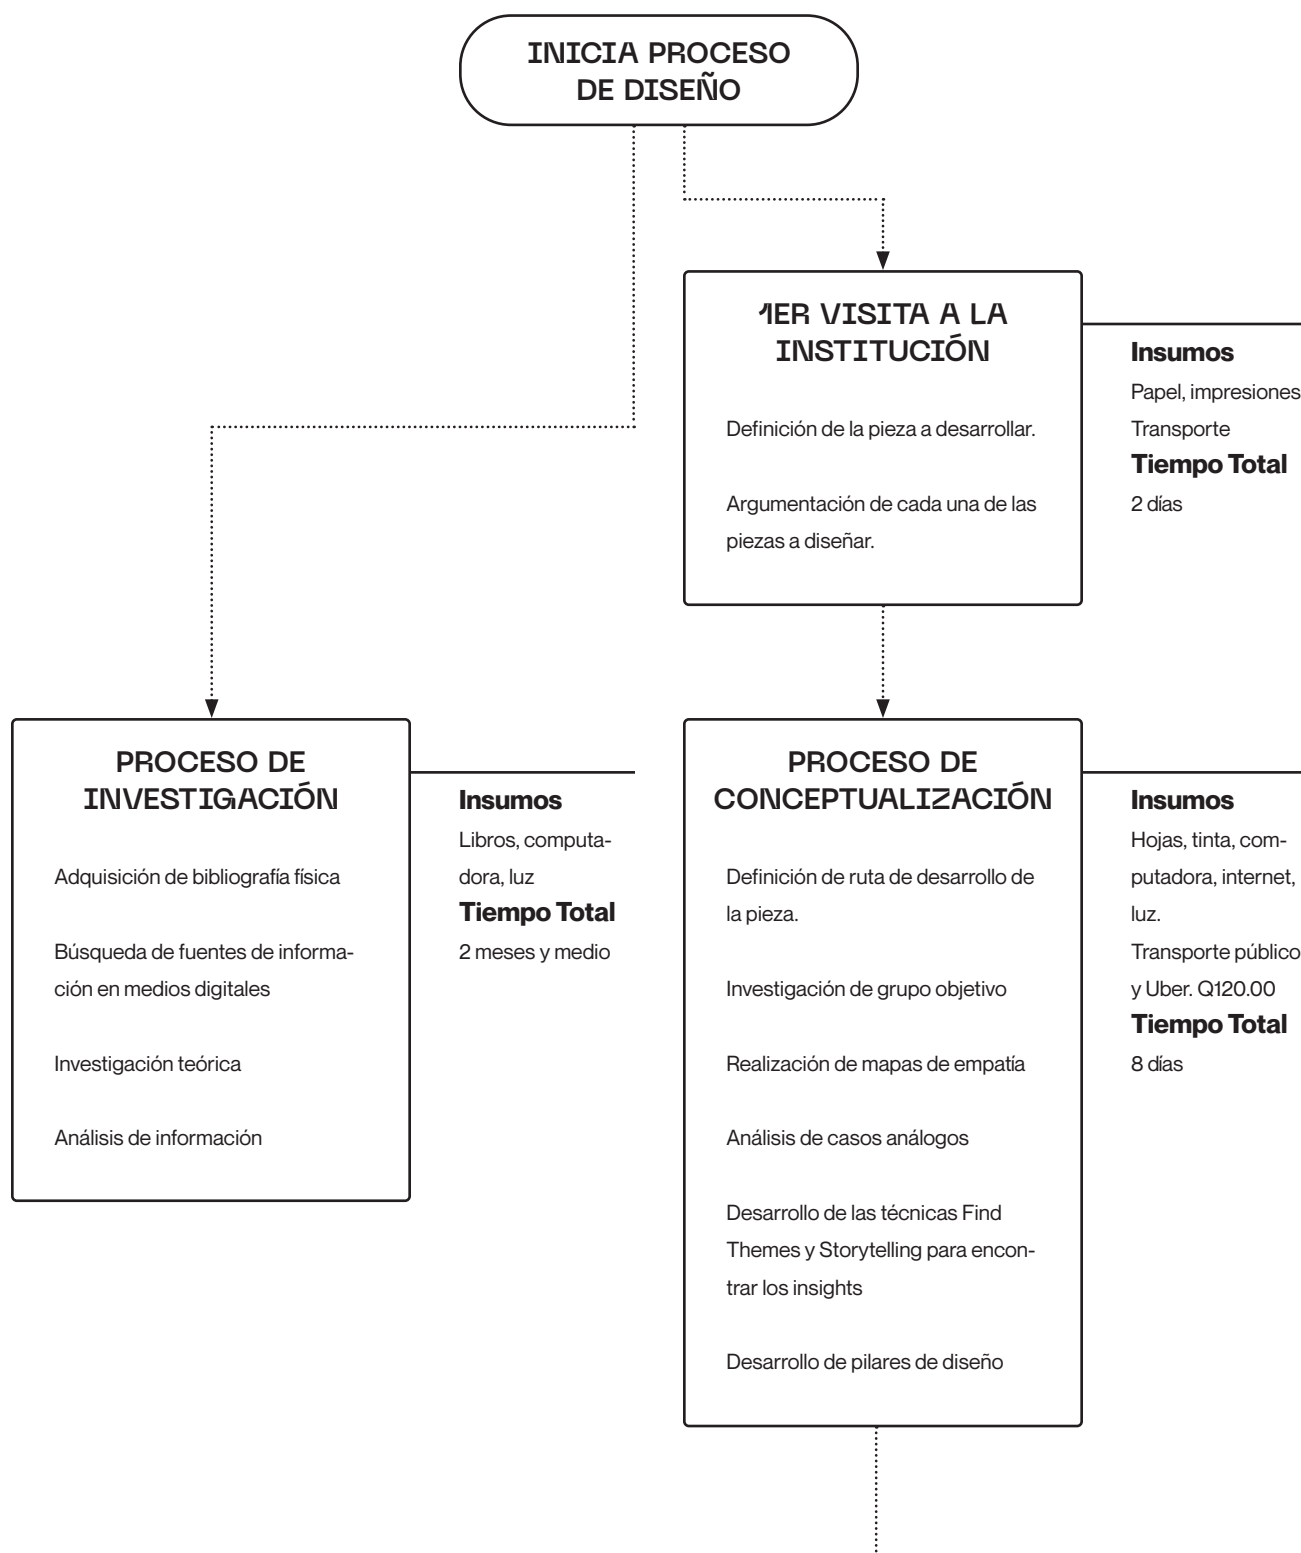 INICIA PROCESO
DE DISEÑO
1ER VISITA A LA
INSTITUCIÓN
Definición de la pieza a desarrollar.
Argumentación de cada una de las
piezas a diseñar.
Insumos
Papel, impresiones
Transporte
Tiempo Total
2 días
PROCESO DE
INVESTIGACIÓN
Adquisición de bibliografía física
Búsqueda de fuentes de informa-
ción en medios digitales
Investigación teórica
Análisis de información
Insumos
Libros, computa-
dora, luz
Tiempo Total
2 meses y medio
PROCESO DE
CONCEPTUALIZACIÓN
Definición de ruta de desarrollo de
la pieza.
Investigación de grupo objetivo
Realización de mapas de empatía
Análisis de casos análogos
Desarrollo de las técnicas Find
Themes y Storytelling para encon-
trar los insights
Desarrollo de pilares de diseño
Insumos
Hojas, tinta, com-
putadora, internet,
luz.
Transporte público
y Uber. Q120.00
Tiempo Total
8 días